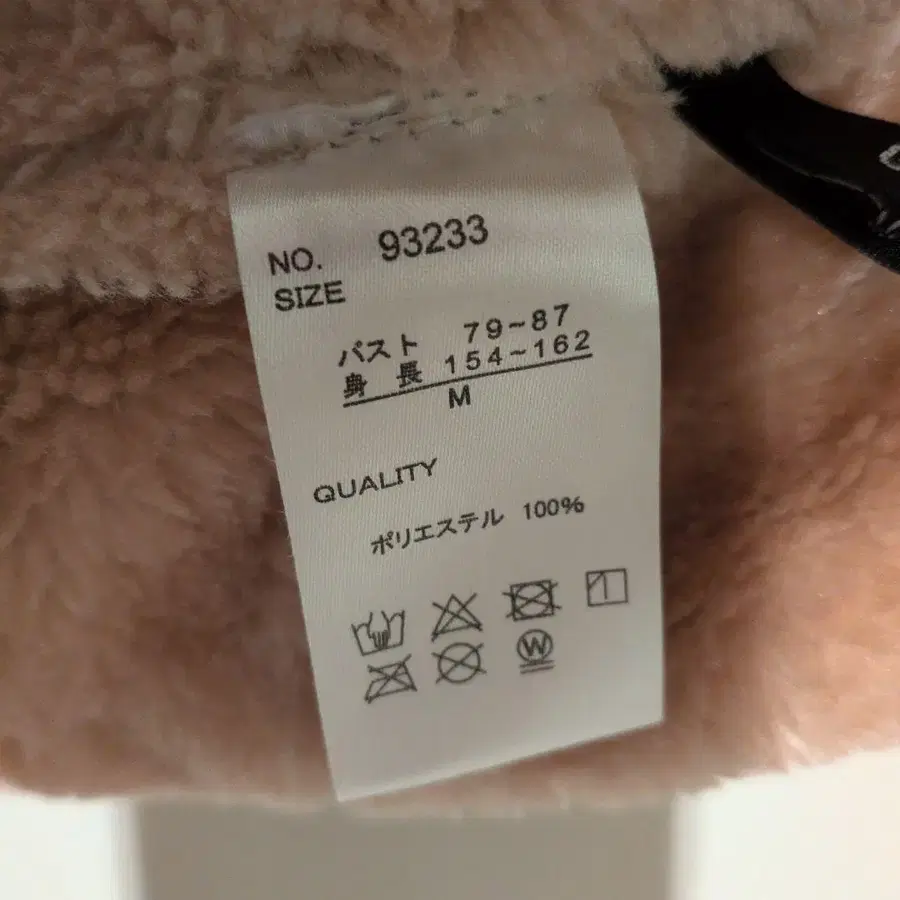 NO. 93233
SIZE
バスト 79~87
身長 154~162
M
QUALITY
ポリエステル 100%
W